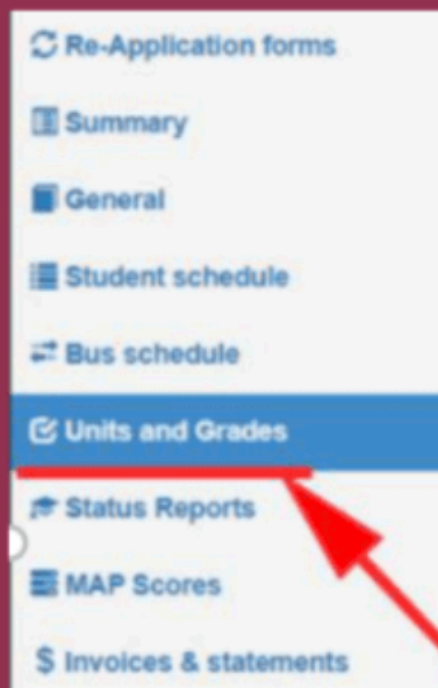 Re-Application forms
Summary
General
Student schedule
Bus schedule
Units and Grades
Status Reports
MAP Scores
$ Invoices & statements